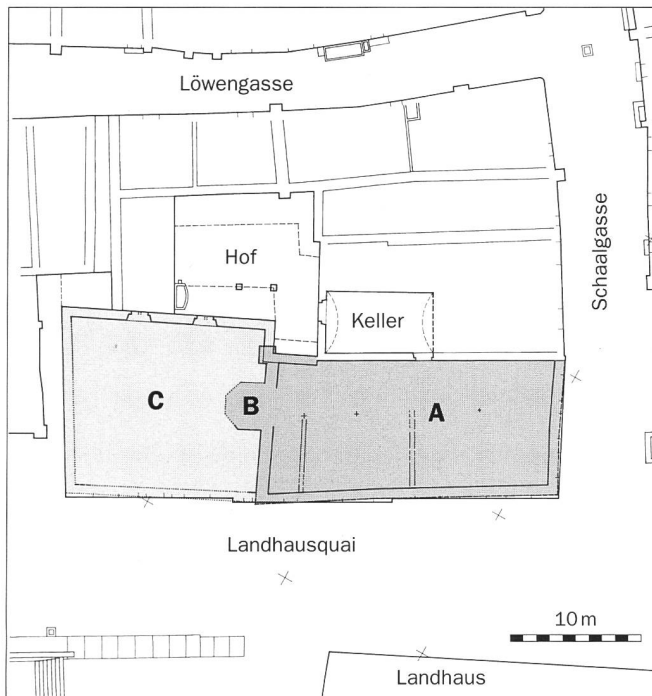 Löwengasse
Schaalgasse
Hof
Keller
C
B
A
Landhausquai
10 m
Landhaus